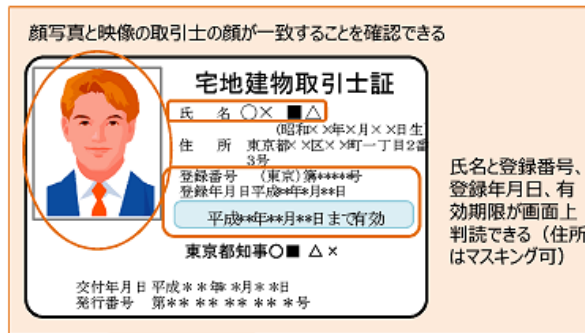 顔写真と映像の取引士の顔が一致することを確認できる
宅地建物取引士証
氏 名 ○× ■△
(昭和××年×月××日生)
住 所 東京都××区××町一丁目2番
3号
登録番号 (東京)第*****号
登録年月日平成**年*月**日
平成**年**月**日まで有効
東京都知事○■ △×
交付年月日 平成**年*月**日
発行番号 第*********号
氏名と登録番号、
登録年月日、有
効期限が画面上
判読できる(住所
はマスキング可)